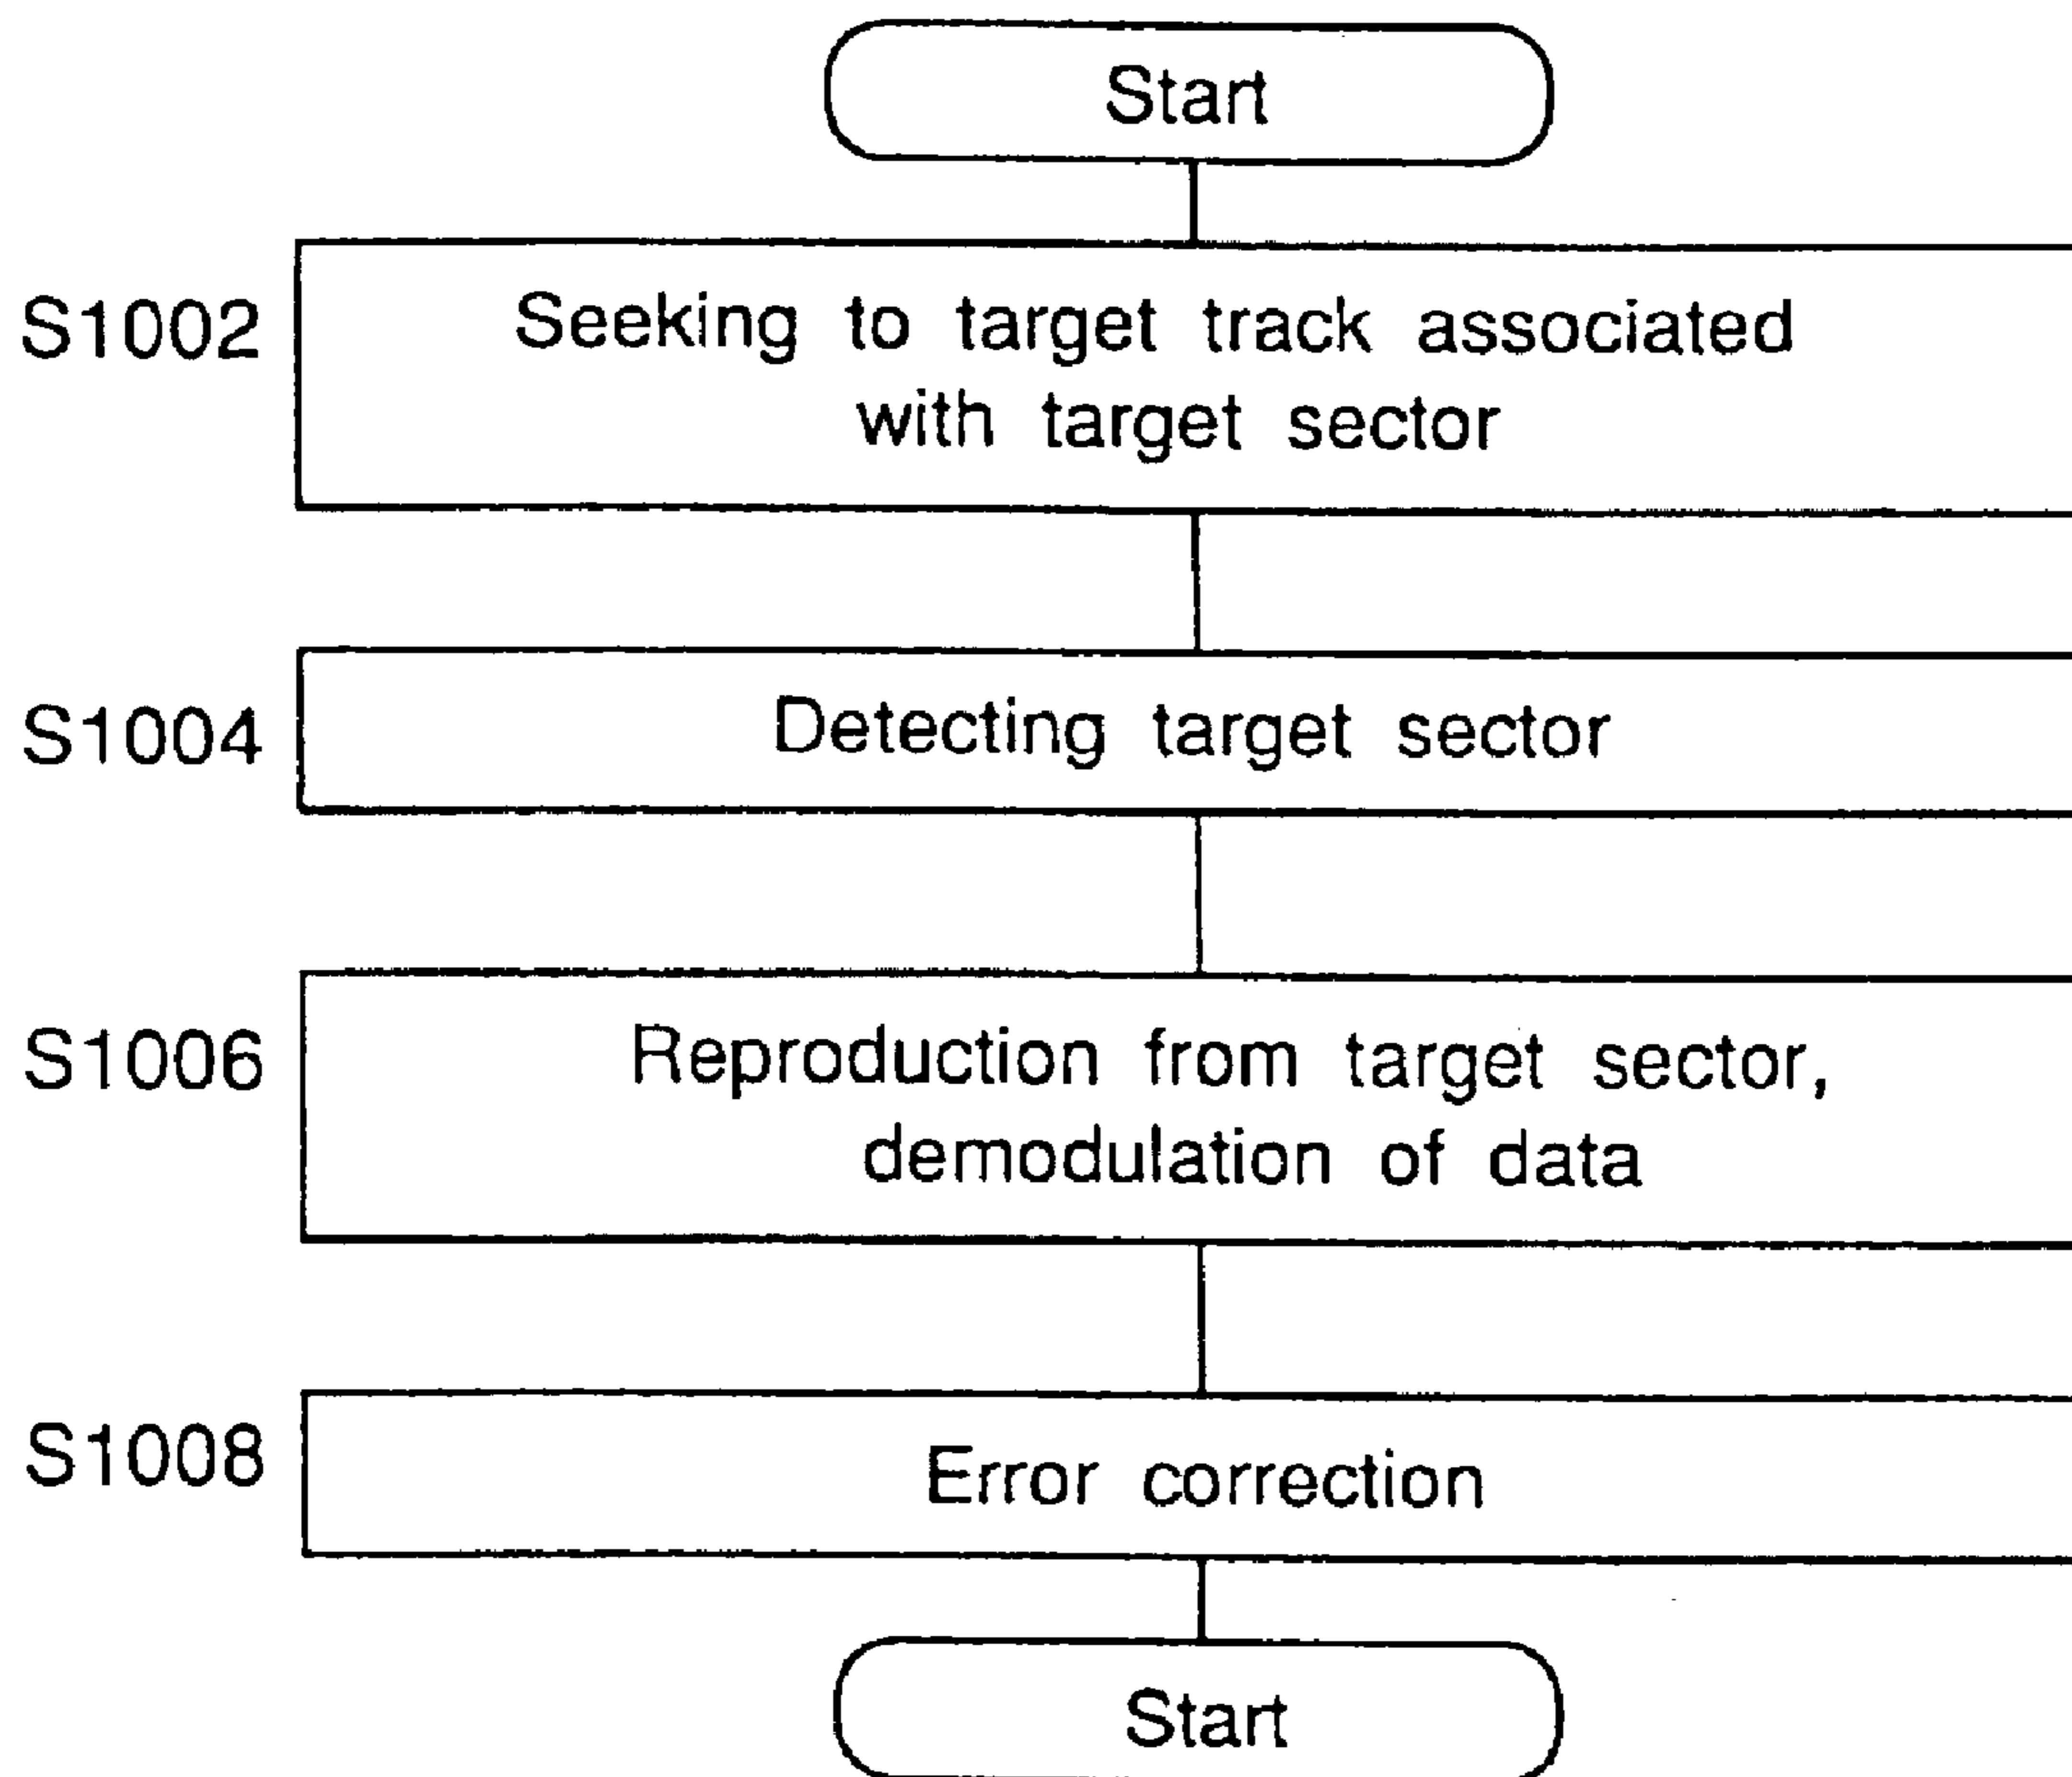 Start
S1002
Seeking to target track associated
with target sector
S1004
Detecting target sector
S1006
Reproduction from target sector,
demodulation of data
S1008
Error correction
Start